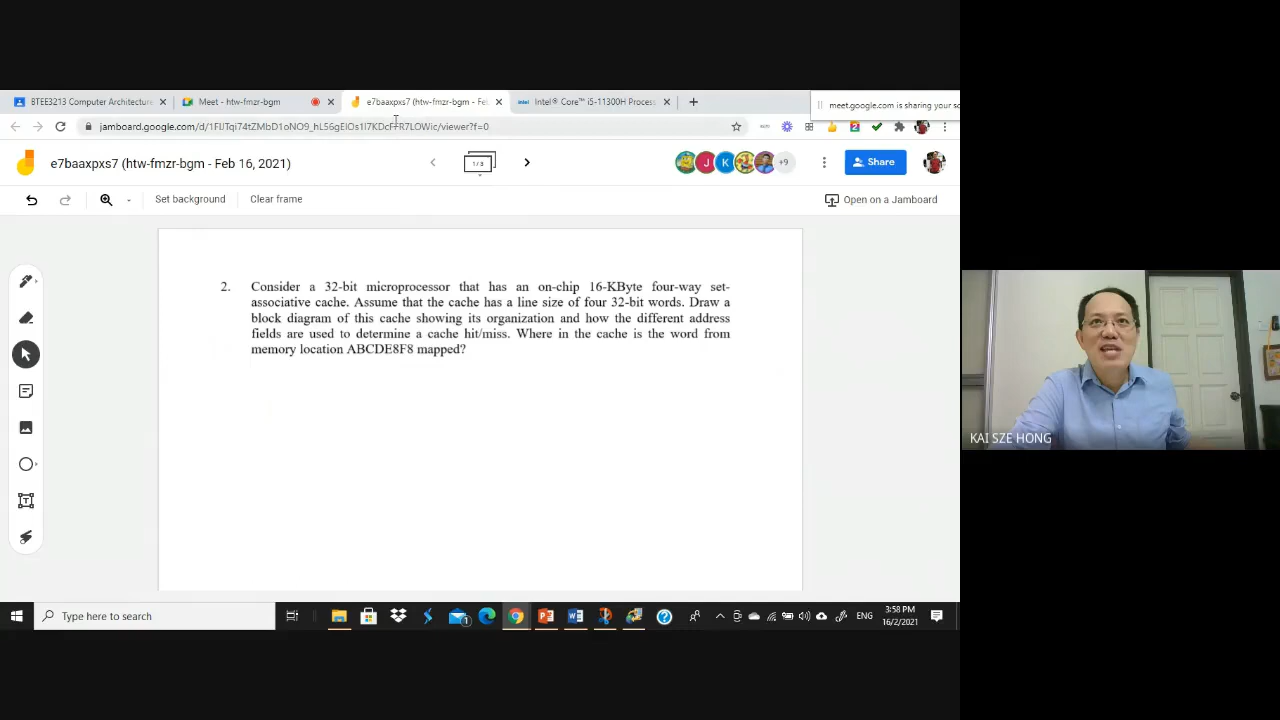 BTEE3213 Computer Architecture
Meet - htw-fmzr-bgm
e7baaxpxs7 (htw-fmzr-bgm - Feb
Intel® Core™ i5-11300H Process
meet.google.com is sharing your sc
e7baaxpxs7 (htw-fmzr-bgm - Feb 16, 2021)
1 / 3
J
K
+9
Share
Set background
Clear frame
Open on a Jamboard
2. Consider a 32-bit microprocessor that has an on-chip 16-KByte four-way set-
associative cache. Assume that the cache has a line size of four 32-bit words. Draw a
block diagram of this cache showing its organization and how the different address
fields are used to determine a cache hit/miss. Where in the cache is the word from
memory location ABCDE8F8 mapped?
KAI SZE HONG
Type here to search
ENG
3:58 PM
16/2/2021